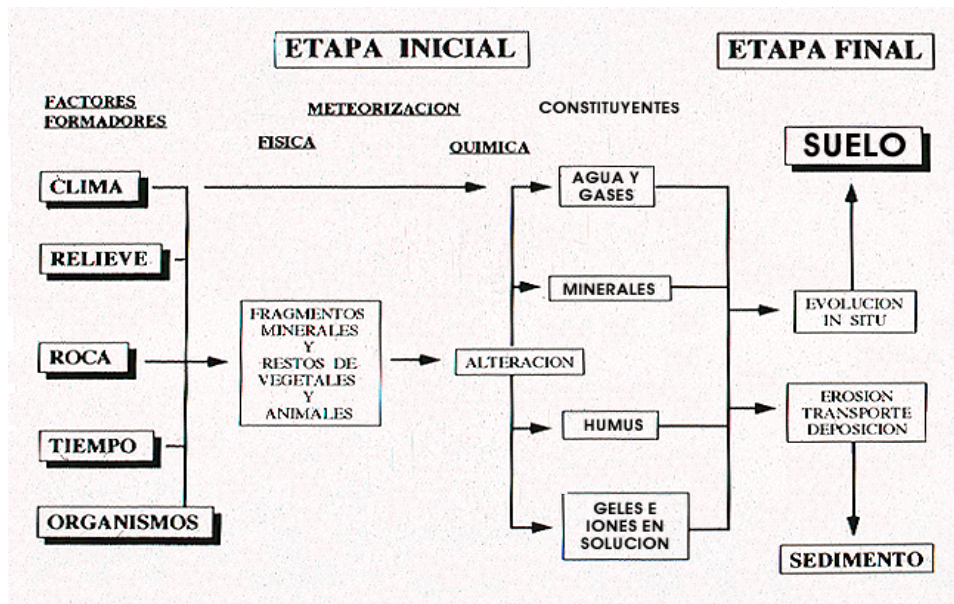 ETAPA INICIAL
ETAPA FINAL
FACTORES
FORMADORES
METEORIZACION
FISICA
QUIMICA
CONSTITUYENTES
CLIMA
RELIEVE
ROCA
TIEMPO
ORGANISMOS
FRAGMENTOS
MINERALES
Y
RESTOS DE
VEGETALES
Y
ANIMALES
ALTERACION
AGUA Y
GASES
MINERALES
HUMUS
GELES E
IONES EN
SOLUCION
SUELO
EVOLUCION
IN SITU
EROSION
TRANSPORTE
DEPOSICION
SEDIMENTO